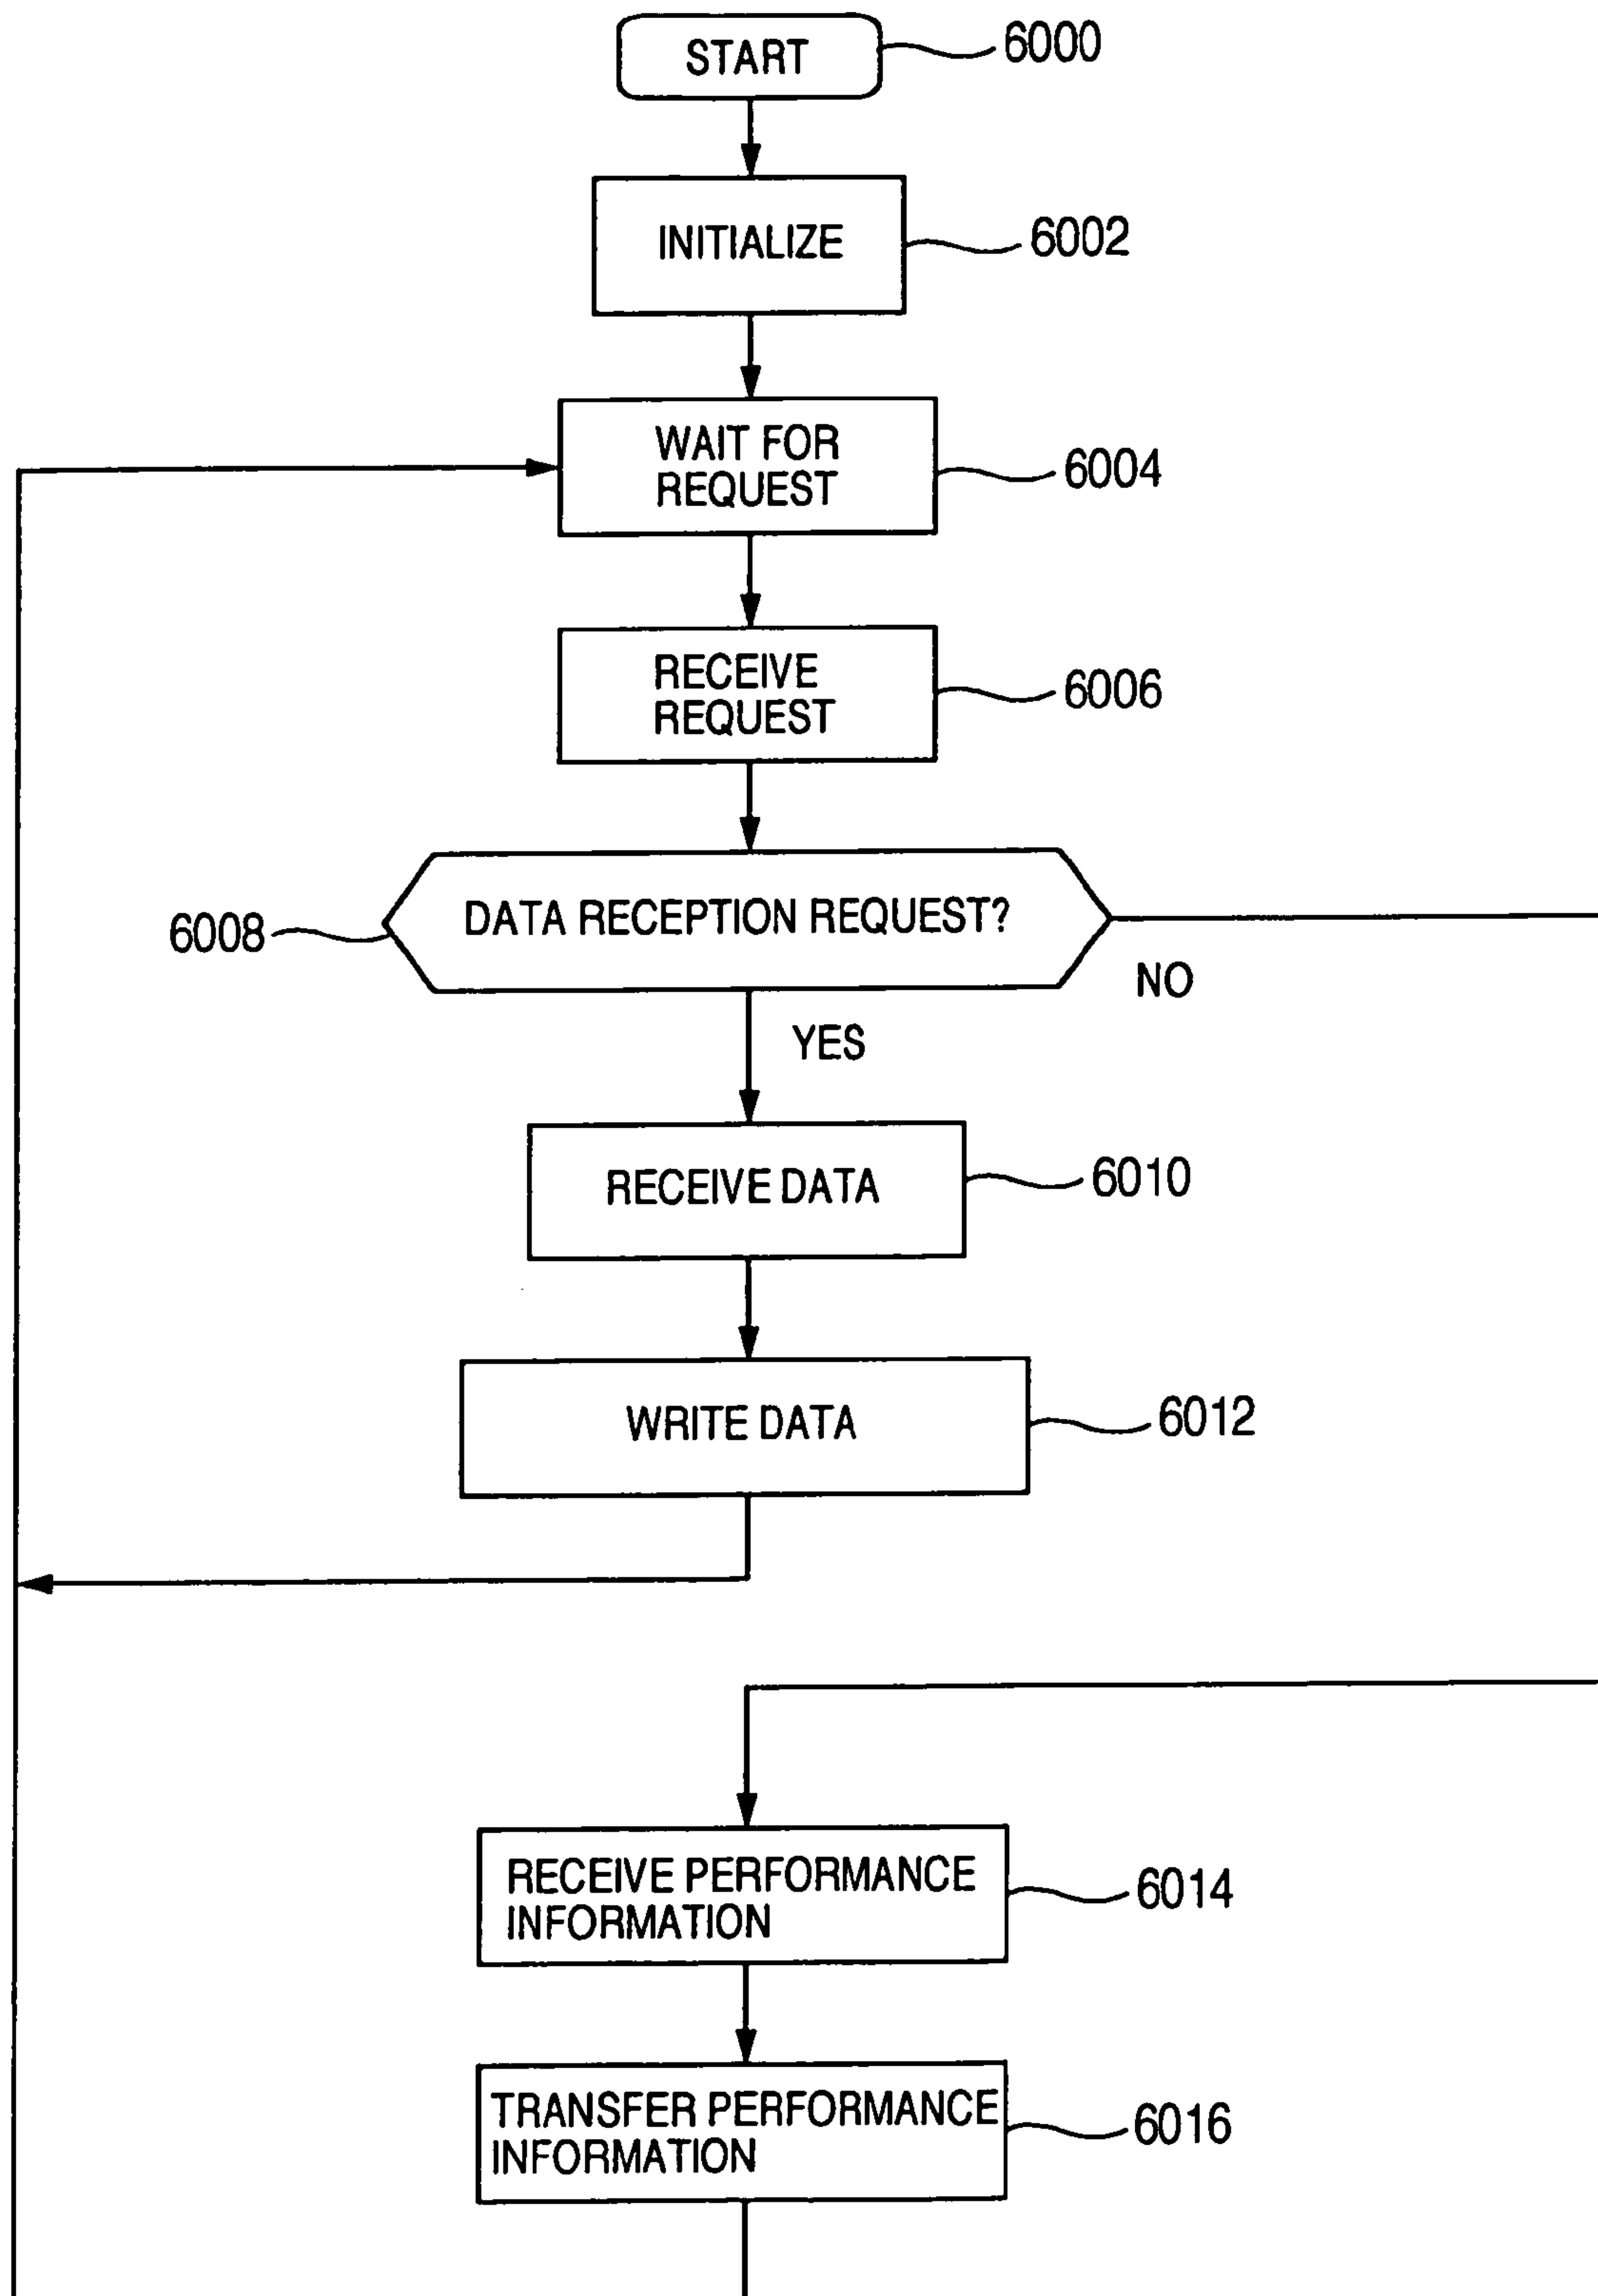 START
6000
INITIALIZE
6002
WAIT FOR
REQUEST
6004
RECEIVE
REQUEST
6006
6008
DATA RECEPTION REQUEST?
NO
YES
RECEIVE DATA
6010
WRITE DATA
6012
RECEIVE PERFORMANCE
INFORMATION
6014
TRANSFER PERFORMANCE
INFORMATION
6016